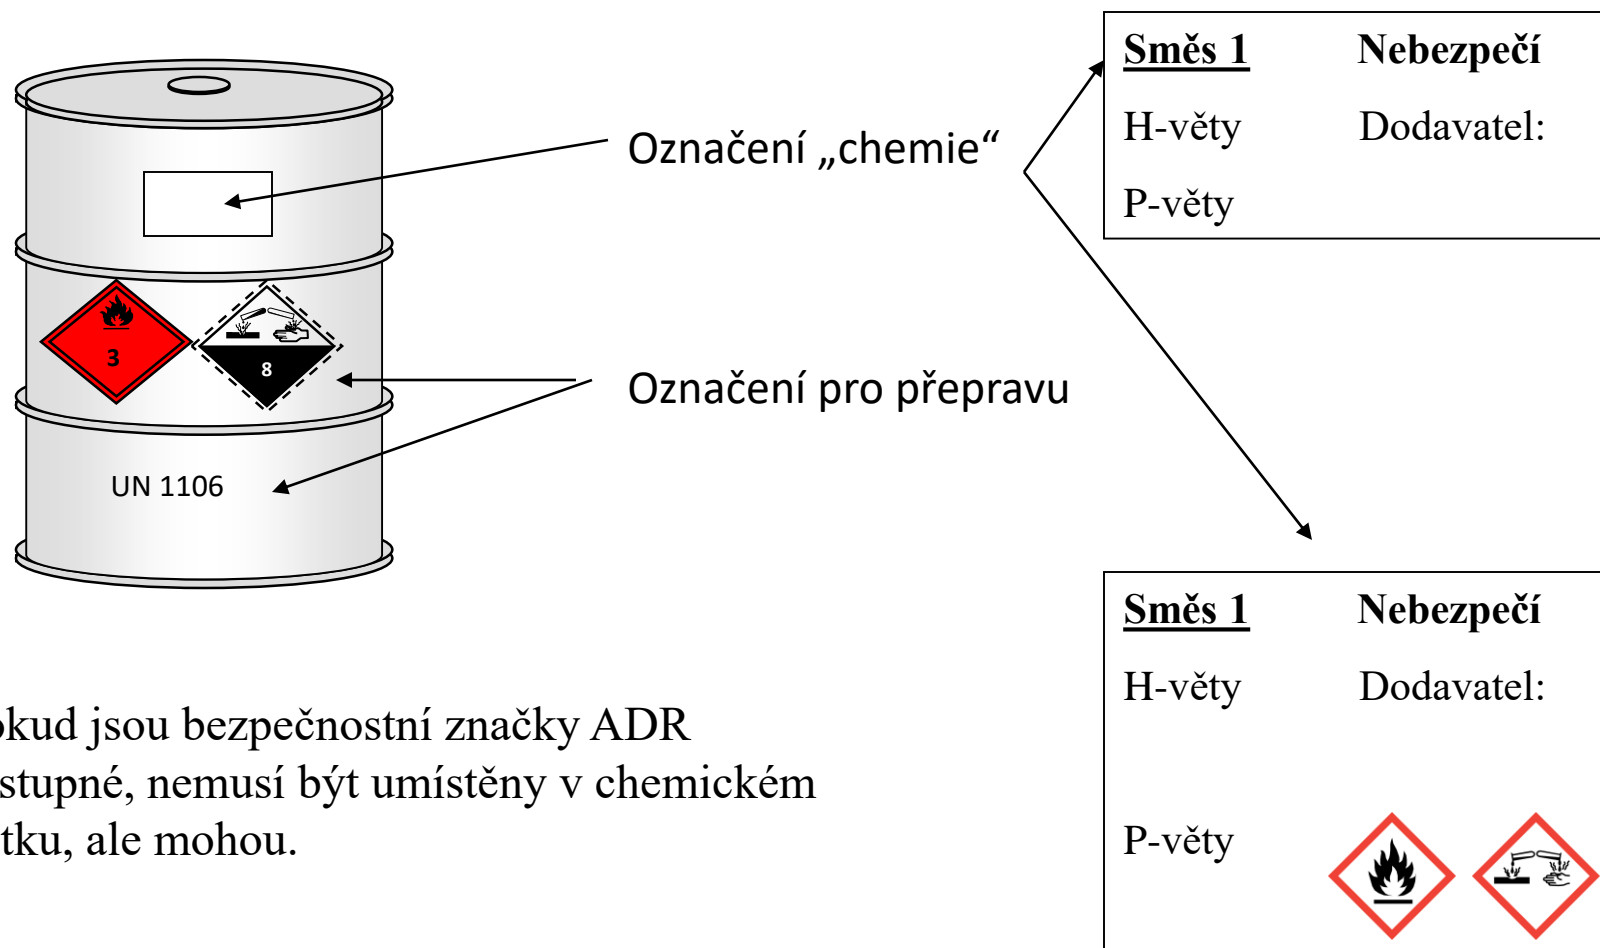 Směs 1 Nebezpečí
H-věty Dodavatel:
P-věty
Označení „chemie“
3
8
Označení pro přepravu
UN 1106
Směs 1 Nebezpečí
H-věty Dodavatel:
P-věty
okud jsou bezpečnostní značky ADR
stupné, nemusí být umístěny v chemickém
tku, ale mohou.